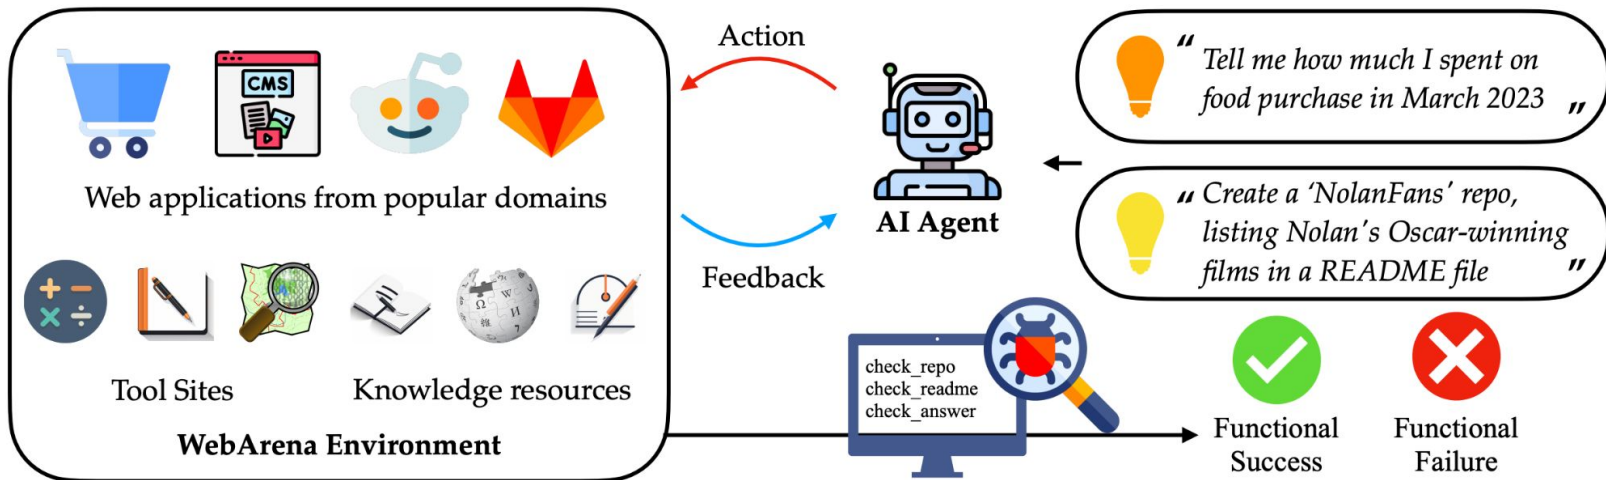 CMS
Web applications from popular domains
Tool Sites
Knowledge resources
WebArena Environment
Action
Feedback
AI Agent
“ Tell me how much I spent on
food purchase in March 2023 ”
“ Create a ‘NolanFans’ repo,
listing Nolan's Oscar-winning
films in a README file ”
check_repo
check_readme
check_answer
Functional
Success
Functional
Failure